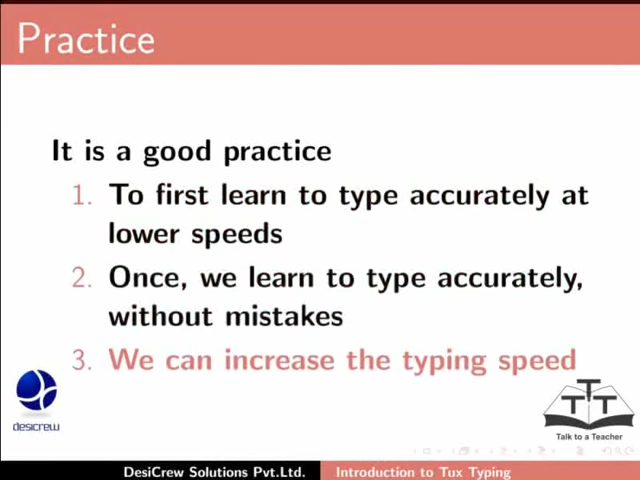 Practice
It is a good practice
1. To first learn to type accurately at
lower speeds
2. Once, we learn to type accurately,
without mistakes
3. We can increase the typing speed
desicrew
TTT
Talk to a Teacher
DesiCrew Solutions Pvt.Ltd. Introduction to Tux Typing